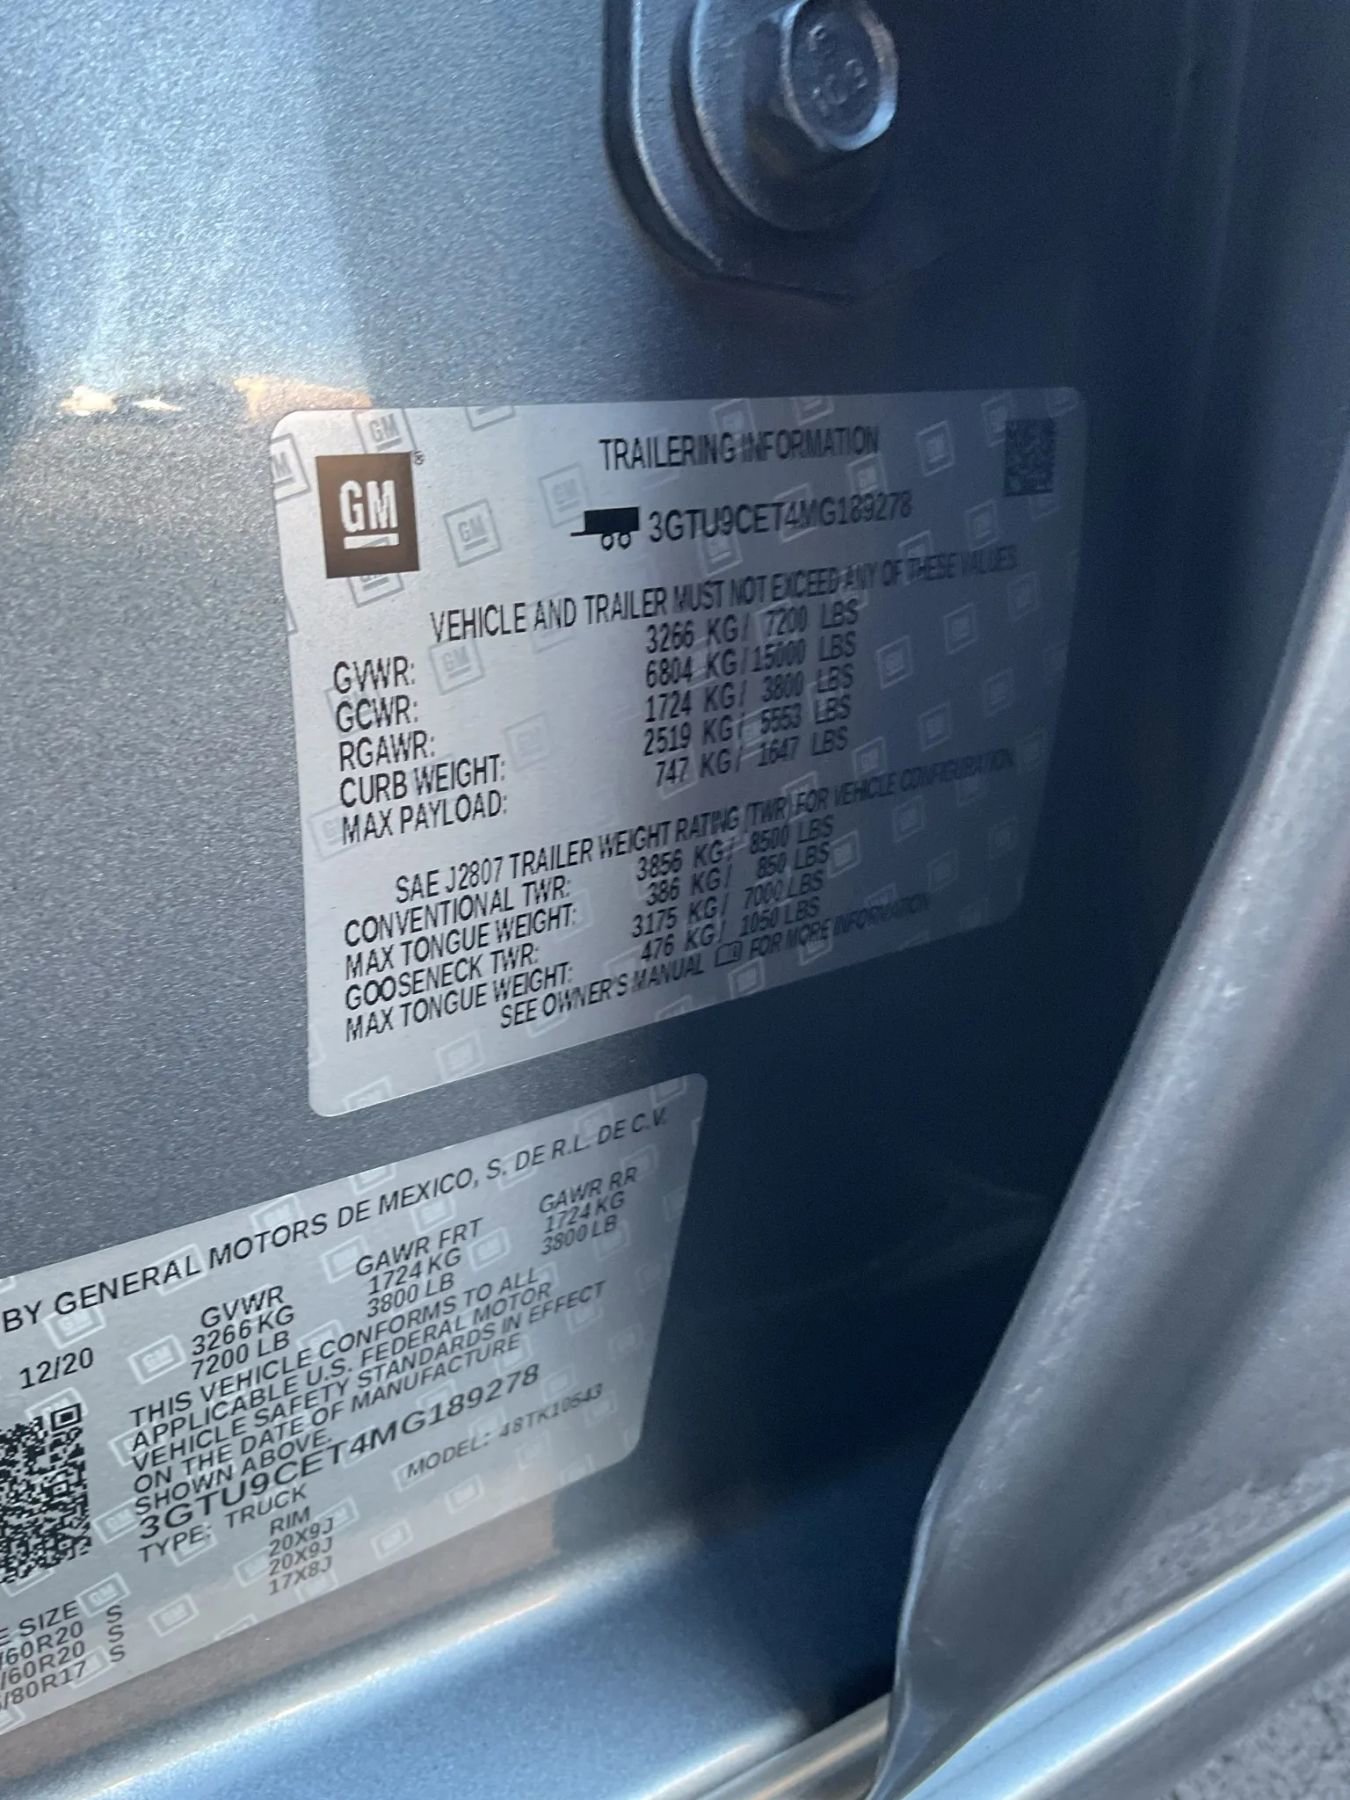 10.9
GM
TRAILERING INFORMATION
3GTU9CET4MG189278
VEHICLE AND TRAILER MUST NOT EXCEED ANY OF THESE VALUES
GVWR: 3266 KG/ 7200 LBS
GCWR: 6804 KG/15000 LBS
RGAWR: 1724 KG/ 3800 LBS
CURB WEIGHT: 2519 KG/ 5553 LBS
MAX PAYLOAD: 747 KG/ 1647 LBS
SAE J2807 TRAILER WEIGHT RATING (TWR) FOR VEHICLE CONFIGURATION
CONVENTIONAL TWR: 3856 KG/ 8500 LBS
MAX TONGUE WEIGHT: 386 KG/ 850 LBS
GOOSENECK TWR: 3175 KG/ 7000 LBS
MAX TONGUE WEIGHT: 476 KG/ 1050 LBS
SEE OWNER'S MANUAL FOR MORE INFORMATION
BY GENERAL MOTORS DE MEXICO, S. DE R.L. DE C.V.
12/20 GVWR GAWR FRT GAWR RR
3266 KG 1724 KG 1724 KG
7200 LB 3800 LB 3800 LB
THIS VEHICLE CONFORMS TO ALL
APPLICABLE U.S. FEDERAL MOTOR
VEHICLE SAFETY STANDARDS IN EFFECT
ON THE DATE OF MANUFACTURE
SHOWN ABOVE.
3GTU9CET4MG189278
TYPE: TRUCK MODEL: 48TK10543
E SIZE RIM
/60R20 S 20X9J
/60R20 S 20X9J
/80R17 S 17X8J